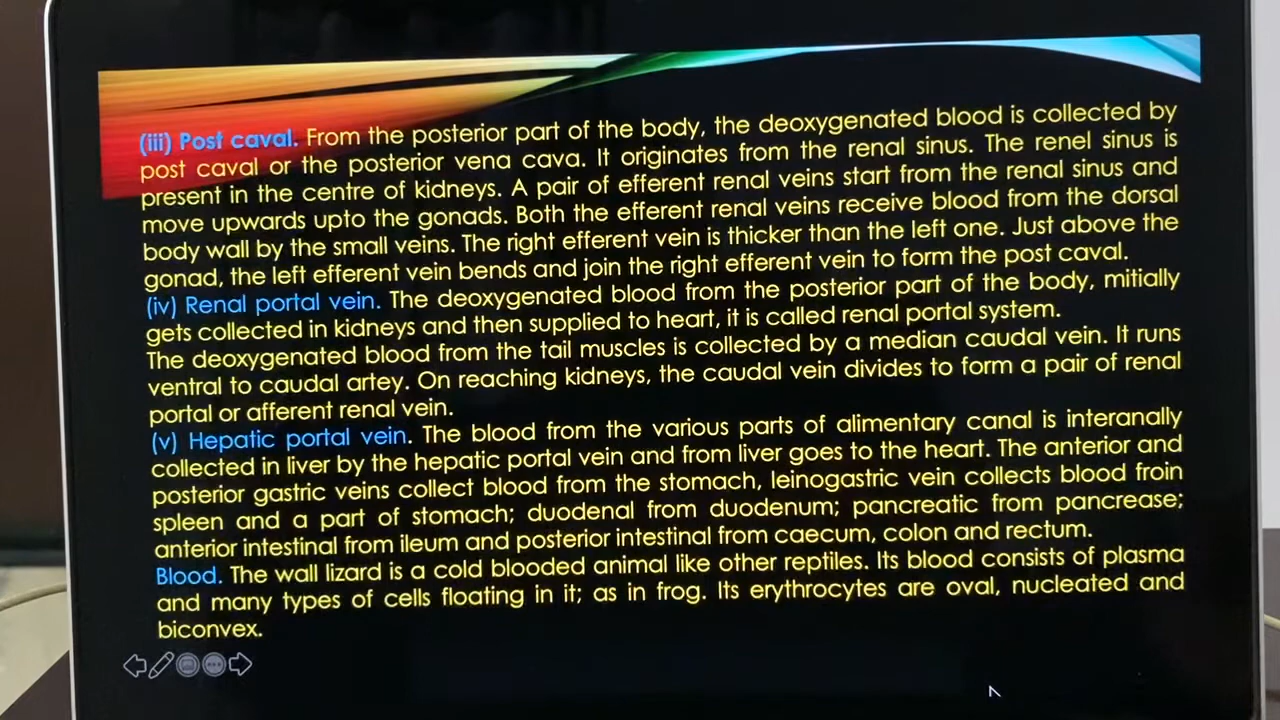 (iii) Post caval. From the posterior part of the body, the deoxygenated blood is collected by
post caval or the posterior vena cava. It originates from the renal sinus. The renel sinus is
present in the centre of kidneys. A pair of efferent renal veins start from the renal sinus and
move upwards upto the gonads. Both the efferent renal veins receive blood from the dorsal
body wall by the small veins. The right efferent vein is thicker than the left one. Just above the
gonad, the left efferent vein bends and join the right efferent vein to form the post caval.
(iv) Renal portal vein. The deoxygenated blood from the posterior part of the body, mitially
gets collected in kidneys and then supplied to heart, it is called renal portal system.
The deoxygenated blood from the tail muscles is collected by a median caudal vein. It runs
ventral to caudal artey. On reaching kidneys, the caudal vein divides to form a pair of renal
portal or afferent renal vein.
(v) Hepatic portal vein. The blood from the various parts of alimentary canal is interanally
collected in liver by the hepatic portal vein and from liver goes to the heart. The anterior and
posterior gastric veins collect blood from the stomach, leinogastric vein collects blood froin
spleen and a part of stomach; duodenal from duodenum; pancreatic from pancrease;
anterior intestinal from ileum and posterior intestinal from caecum, colon and rectum.
Blood. The wall lizard is a cold blooded animal like other reptiles. Its blood consists of plasma
and many types of cells floating in it; as in frog. Its erythrocytes are oval, nucleated and
biconvex.